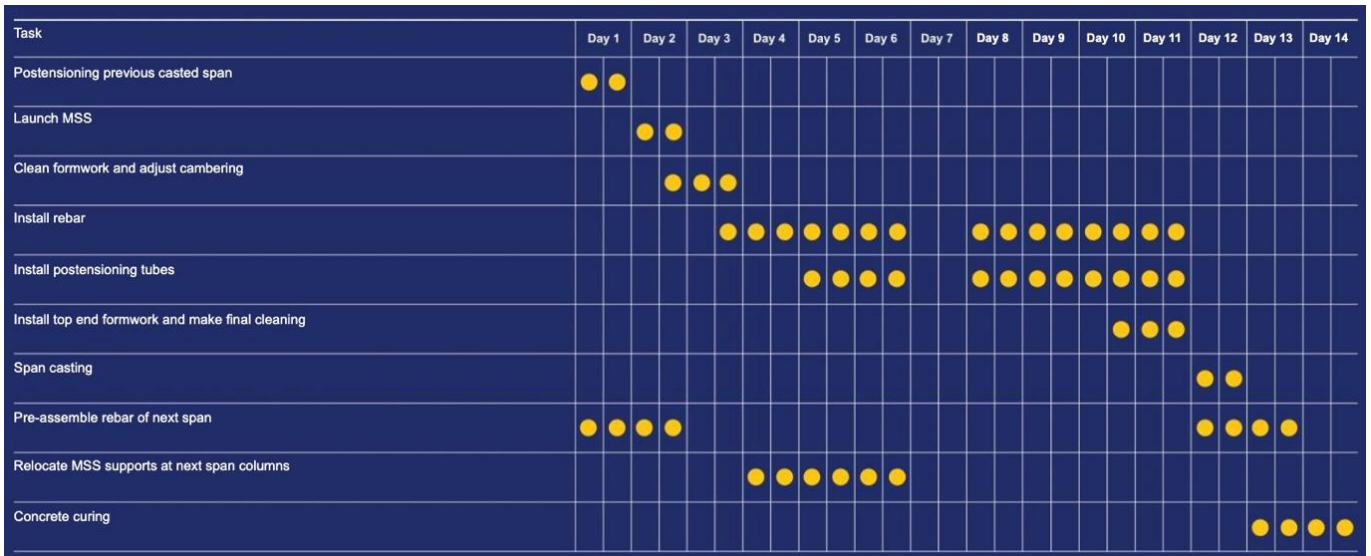 Task Day 1 Day 2 Day 3 Day 4 Day 5 Day 6 Day 7 Day 8 Day 9 Day 10 Day 11 Day 12 Day 13 Day 14
Postensioning previous casted span
Launch MSS
Clean formwork and adjust cambering
Install rebar
Install postensioning tubes
Install top end formwork and make final cleaning
Span casting
Pre-assemble rebar of next span
Relocate MSS supports at next span columns
Concrete curing